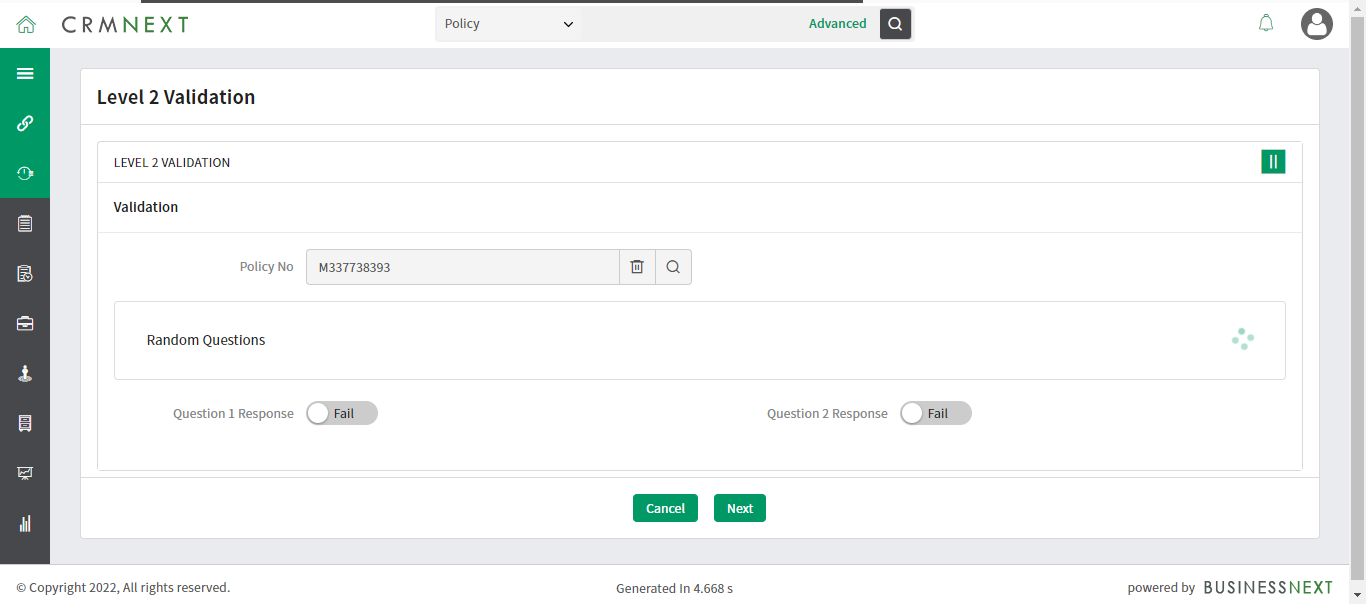 CRMNEXT Policy Advanced
Level 2 Validation
LEVEL 2 VALIDATION
Validation
Policy No M337738393
Random Questions
Question 1 Response Fail Question 2 Response Fail
Cancel Next
© Copyright 2022, All rights reserved. Generated In 4.668 s powered by BUSINESSNEXT